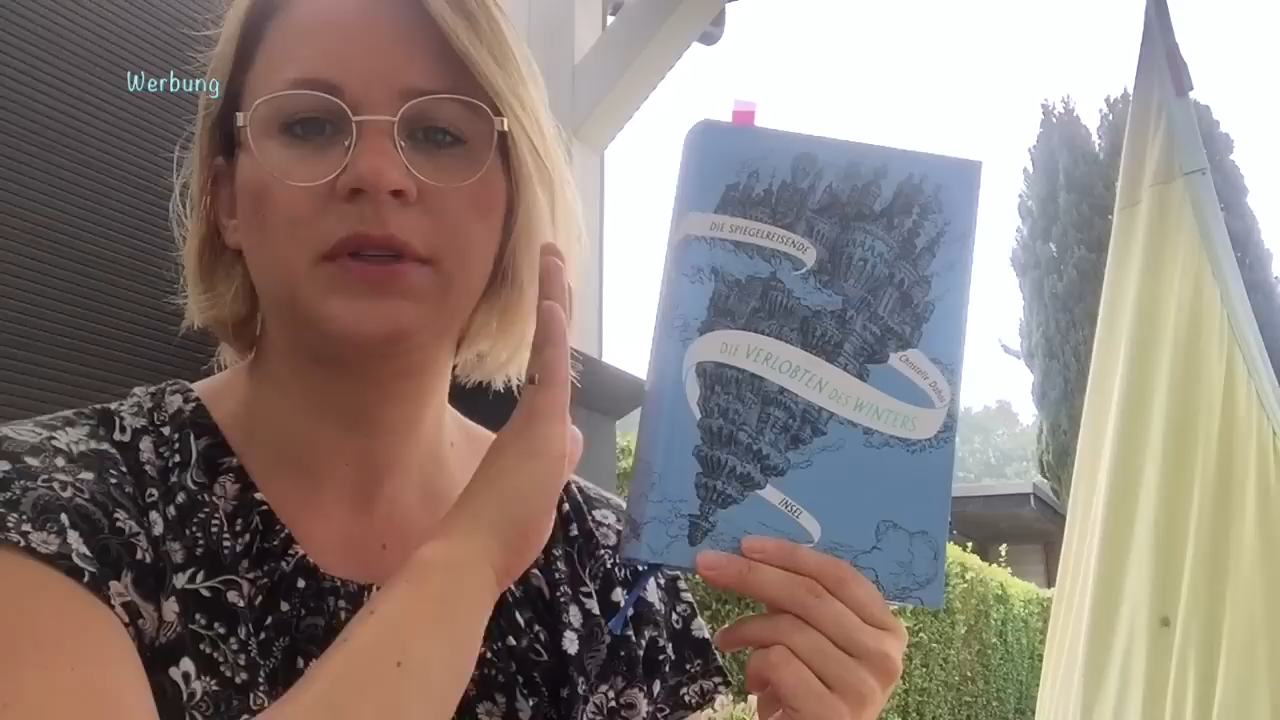 Werbung
DIE SPIEGELREISENDE
DIE VERLOBTEN DES WINTERS
Christelle Dabos
INSEL